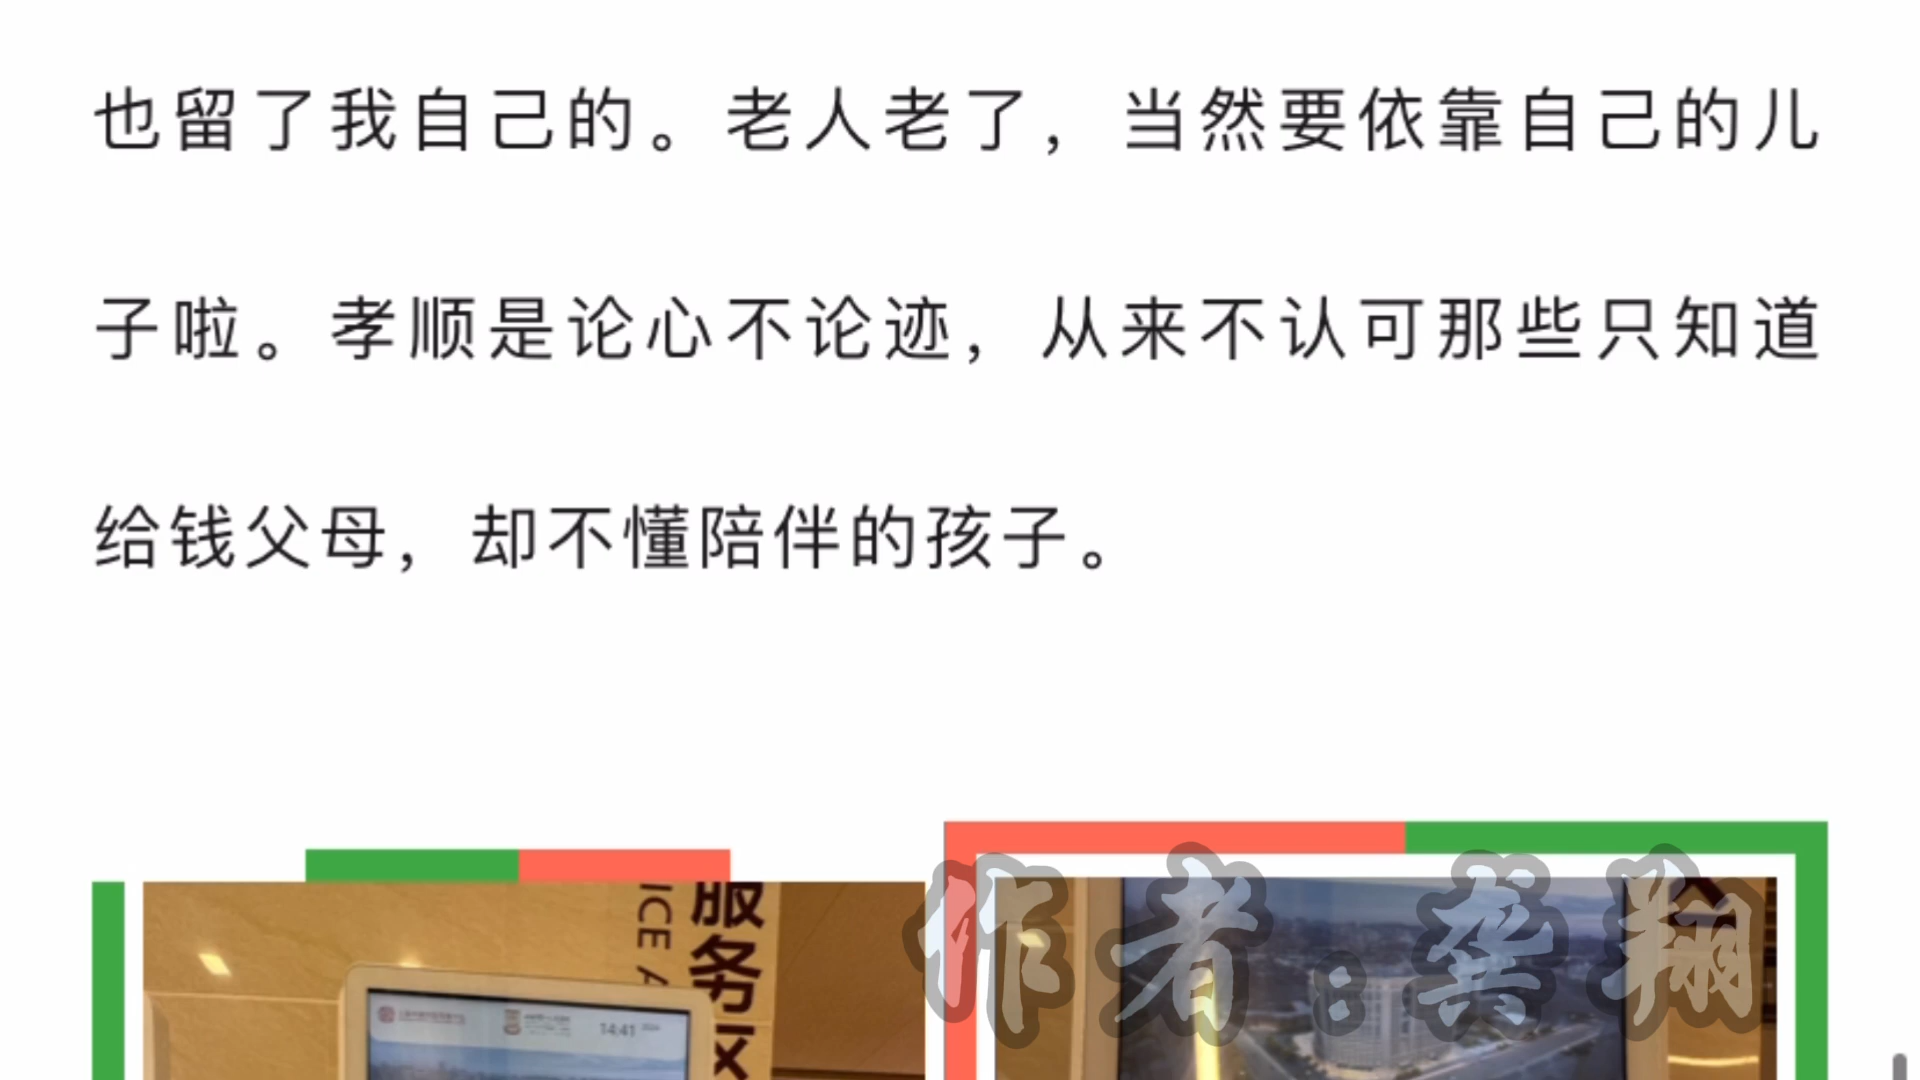 也留了我自己的。老人老了，当然要依靠自己的儿
子啦。孝顺是论心不论迹，从来不认可那些只知道
给钱父母，却不懂陪伴的孩子。
服务区
ICE A
14:41
作者：龚翔